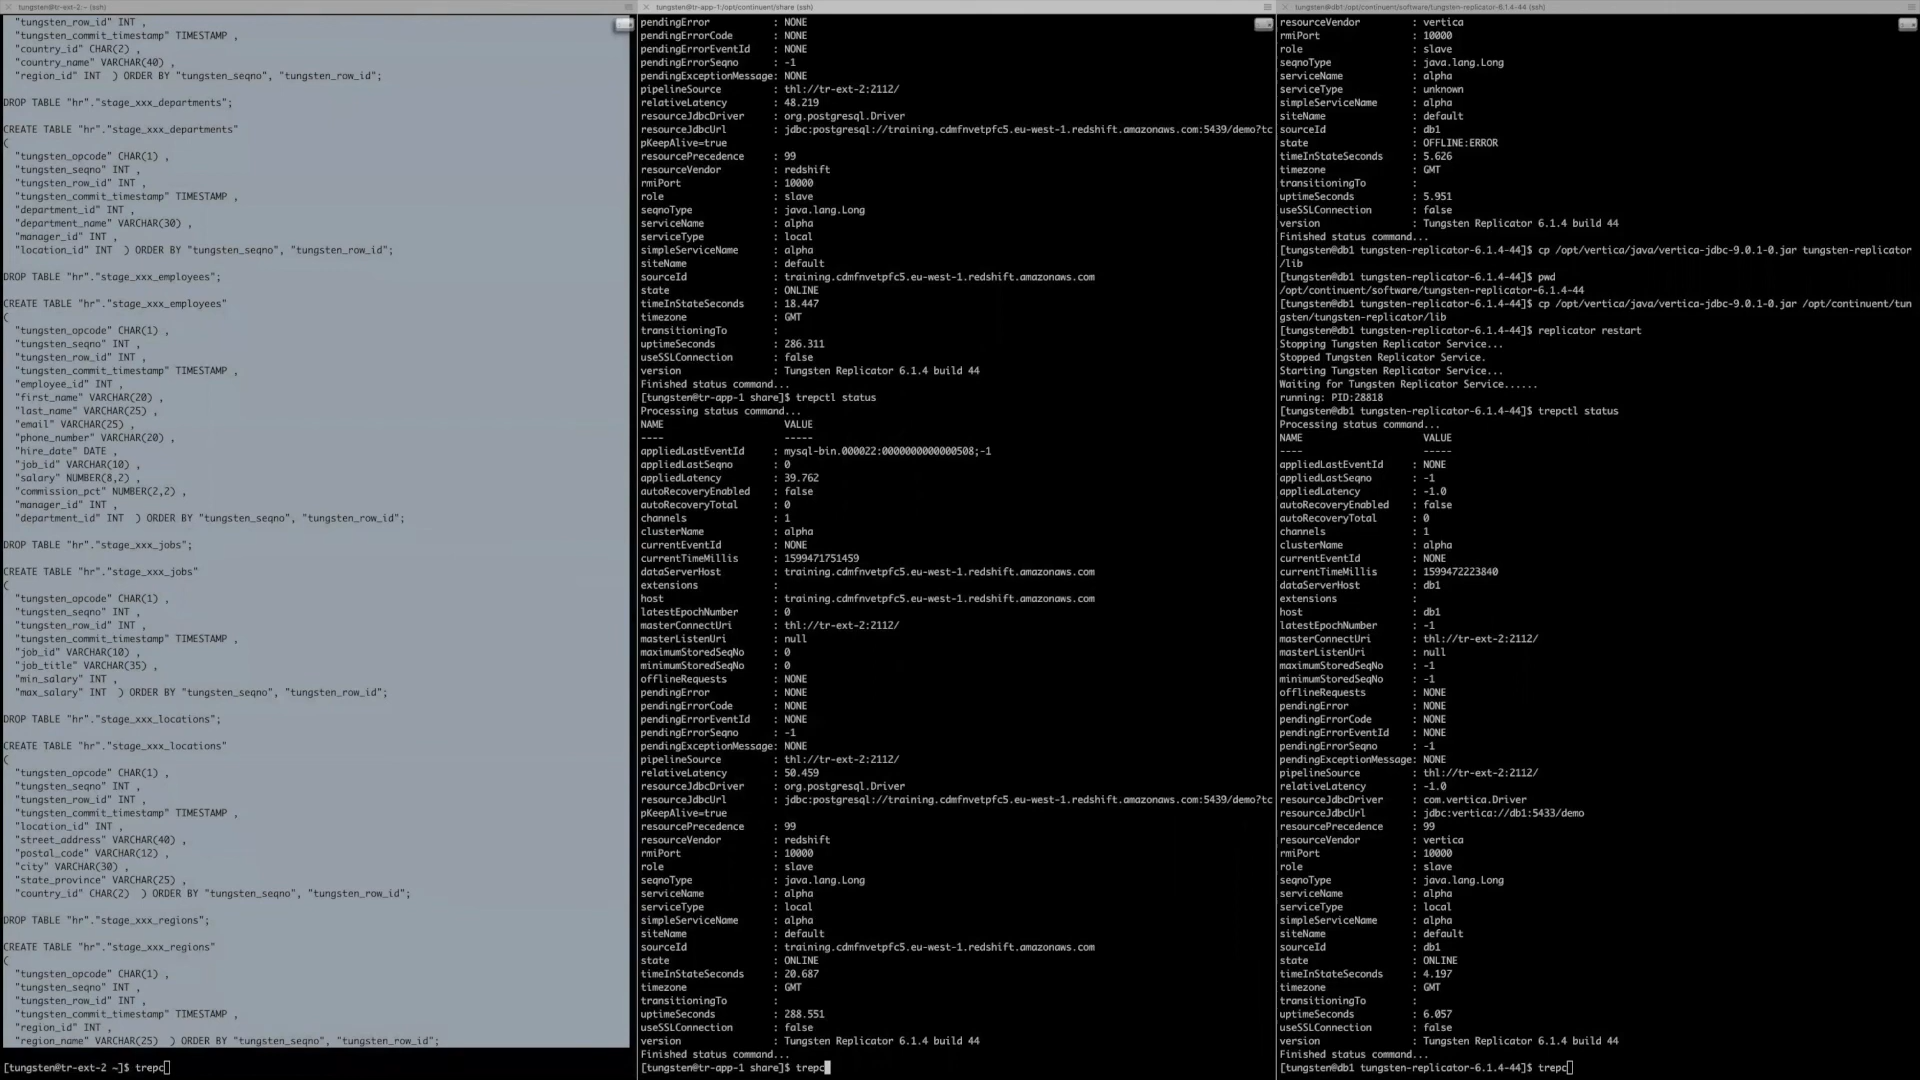 tungsten@tr-ext-2:~ (ssh)
"tungsten_row_id" INT ,
"tungsten_commit_timestamp" TIMESTAMP ,
"country_id" CHAR(2) ,
"country_name" VARCHAR(40) ,
"region_id" INT  ) ORDER BY "tungsten_seqno", "tungsten_row_id";
DROP TABLE "hr"."stage_xxx_departments";
CREATE TABLE "hr"."stage_xxx_departments"
(
"tungsten_opcode" CHAR(1) ,
"tungsten_seqno" INT ,
"tungsten_row_id" INT ,
"tungsten_commit_timestamp" TIMESTAMP ,
"department_id" INT ,
"department_name" VARCHAR(30) ,
"manager_id" INT ,
"location_id" INT  ) ORDER BY "tungsten_seqno", "tungsten_row_id";
DROP TABLE "hr"."stage_xxx_employees";
CREATE TABLE "hr"."stage_xxx_employees"
(
"tungsten_opcode" CHAR(1) ,
"tungsten_seqno" INT ,
"tungsten_row_id" INT ,
"tungsten_commit_timestamp" TIMESTAMP ,
"employee_id" INT ,
"first_name" VARCHAR(20) ,
"last_name" VARCHAR(25) ,
"email" VARCHAR(25) ,
"phone_number" VARCHAR(20) ,
"hire_date" DATE ,
"job_id" VARCHAR(10) ,
"salary" NUMBER(8,2) ,
"commission_pct" NUMBER(2,2) ,
"manager_id" INT ,
"department_id" INT  ) ORDER BY "tungsten_seqno", "tungsten_row_id";
DROP TABLE "hr"."stage_xxx_jobs";
CREATE TABLE "hr"."stage_xxx_jobs"
(
"tungsten_opcode" CHAR(1) ,
"tungsten_seqno" INT ,
"tungsten_row_id" INT ,
"tungsten_commit_timestamp" TIMESTAMP ,
"job_id" VARCHAR(10) ,
"job_title" VARCHAR(35) ,
"min_salary" INT ,
"max_salary" INT  ) ORDER BY "tungsten_seqno", "tungsten_row_id";
DROP TABLE "hr"."stage_xxx_locations";
CREATE TABLE "hr"."stage_xxx_locations"
(
"tungsten_opcode" CHAR(1) ,
"tungsten_seqno" INT ,
"tungsten_row_id" INT ,
"tungsten_commit_timestamp" TIMESTAMP ,
"location_id" INT ,
"street_address" VARCHAR(40) ,
"postal_code" VARCHAR(12) ,
"city" VARCHAR(30) ,
"state_province" VARCHAR(25) ,
"country_id" CHAR(2)  ) ORDER BY "tungsten_seqno", "tungsten_row_id";
DROP TABLE "hr"."stage_xxx_regions";
CREATE TABLE "hr"."stage_xxx_regions"
(
"tungsten_opcode" CHAR(1) ,
"tungsten_seqno" INT ,
"tungsten_row_id" INT ,
"tungsten_commit_timestamp" TIMESTAMP ,
"region_id" INT ,
"region_name" VARCHAR(25)  ) ORDER BY "tungsten_seqno", "tungsten_row_id";
[tungsten@tr-ext-2 ~]$ trepc
tungsten@tr-app-1:/opt/continuent/share (ssh)
pendingError : NONE
pendingErrorCode : NONE
pendingErrorEventId : NONE
pendingErrorSeqno : -1
pendingExceptionMessage: NONE
pipelineSource : thl://tr-ext-2:2112/
relativeLatency : 48.219
resourceJdbcDriver : org.postgresql.Driver
resourceJdbcUrl : jdbc:postgresql://training.cdmfnvetpfc5.eu-west-1.redshift.amazonaws.com:5439/demo?tc
pKeepAlive=true
resourcePrecedence : 99
resourceVendor : redshift
rmiPort : 10000
role : slave
seqnoType : java.lang.Long
serviceName : alpha
serviceType : local
simpleServiceName : alpha
siteName : default
sourceId : training.cdmfnvetpfc5.eu-west-1.redshift.amazonaws.com
state : ONLINE
timeInStateSeconds : 18.447
timezone : GMT
transitioningTo :
uptimeSeconds : 286.311
useSSLConnection : false
version : Tungsten Replicator 6.1.4 build 44
Finished status command...
[tungsten@tr-app-1 share]$ trepctl status
Processing status command...
NAME VALUE
---- -----
appliedLastEventId : mysql-bin.000022:0000000000000508;-1
appliedLastSeqno : 0
appliedLatency : 39.762
autoRecoveryEnabled : false
autoRecoveryTotal : 0
channels : 1
clusterName : alpha
currentEventId : NONE
currentTimeMillis : 1599471751459
dataServerHost : training.cdmfnvetpfc5.eu-west-1.redshift.amazonaws.com
extensions :
host : training.cdmfnvetpfc5.eu-west-1.redshift.amazonaws.com
latestEpochNumber : 0
masterConnectUri : thl://tr-ext-2:2112/
masterListenUri : null
maximumStoredSeqNo : 0
minimumStoredSeqNo : 0
offlineRequests : NONE
pendingError : NONE
pendingErrorCode : NONE
pendingErrorEventId : NONE
pendingErrorSeqno : -1
pendingExceptionMessage: NONE
pipelineSource : thl://tr-ext-2:2112/
relativeLatency : 50.459
resourceJdbcDriver : org.postgresql.Driver
resourceJdbcUrl : jdbc:postgresql://training.cdmfnvetpfc5.eu-west-1.redshift.amazonaws.com:5439/demo?tc
pKeepAlive=true
resourcePrecedence : 99
resourceVendor : redshift
rmiPort : 10000
role : slave
seqnoType : java.lang.Long
serviceName : alpha
serviceType : local
simpleServiceName : alpha
siteName : default
sourceId : training.cdmfnvetpfc5.eu-west-1.redshift.amazonaws.com
state : ONLINE
timeInStateSeconds : 20.687
timezone : GMT
transitioningTo :
uptimeSeconds : 288.551
useSSLConnection : false
version : Tungsten Replicator 6.1.4 build 44
Finished status command...
[tungsten@tr-app-1 share]$ trepc
tungsten@db1:/opt/continuent/software/tungsten-replicator-6.1.4-44 (ssh)
resourceVendor : vertica
rmiPort : 10000
role : slave
seqnoType : java.lang.Long
serviceName : alpha
serviceType : unknown
simpleServiceName : alpha
siteName : default
sourceId : db1
state : OFFLINE:ERROR
timeInStateSeconds : 5.626
timezone : GMT
transitioningTo :
uptimeSeconds : 5.951
useSSLConnection : false
version : Tungsten Replicator 6.1.4 build 44
Finished status command...
[tungsten@db1 tungsten-replicator-6.1.4-44]$ cp /opt/vertica/java/vertica-jdbc-9.0.1-0.jar tungsten-replicator
/lib
[tungsten@db1 tungsten-replicator-6.1.4-44]$ pwd
/opt/continuent/software/tungsten-replicator-6.1.4-44
[tungsten@db1 tungsten-replicator-6.1.4-44]$ cp /opt/vertica/java/vertica-jdbc-9.0.1-0.jar /opt/continuent/tun
gsten/tungsten-replicator/lib
[tungsten@db1 tungsten-replicator-6.1.4-44]$ replicator restart
Stopping Tungsten Replicator Service...
Stopped Tungsten Replicator Service.
Starting Tungsten Replicator Service...
Waiting for Tungsten Replicator Service......
running: PID:28818
[tungsten@db1 tungsten-replicator-6.1.4-44]$ trepctl status
Processing status command...
NAME VALUE
---- -----
appliedLastEventId : NONE
appliedLastSeqno : -1
appliedLatency : -1.0
autoRecoveryEnabled : false
autoRecoveryTotal : 0
channels : 1
clusterName : alpha
currentEventId : NONE
currentTimeMillis : 1599472223840
dataServerHost : db1
extensions :
host : db1
latestEpochNumber : -1
masterConnectUri : thl://tr-ext-2:2112/
masterListenUri : null
maximumStoredSeqNo : -1
minimumStoredSeqNo : -1
offlineRequests : NONE
pendingError : NONE
pendingErrorCode : NONE
pendingErrorEventId : NONE
pendingErrorSeqno : -1
pendingExceptionMessage: NONE
pipelineSource : thl://tr-ext-2:2112/
relativeLatency : -1.0
resourceJdbcDriver : com.vertica.Driver
resourceJdbcUrl : jdbc:vertica://db1:5433/demo
resourcePrecedence : 99
resourceVendor : vertica
rmiPort : 10000
role : slave
seqnoType : java.lang.Long
serviceName : alpha
serviceType : local
simpleServiceName : alpha
siteName : default
sourceId : db1
state : ONLINE
timeInStateSeconds : 4.197
timezone : GMT
transitioningTo :
uptimeSeconds : 6.057
useSSLConnection : false
version : Tungsten Replicator 6.1.4 build 44
Finished status command...
[tungsten@db1 tungsten-replicator-6.1.4-44]$ trepc